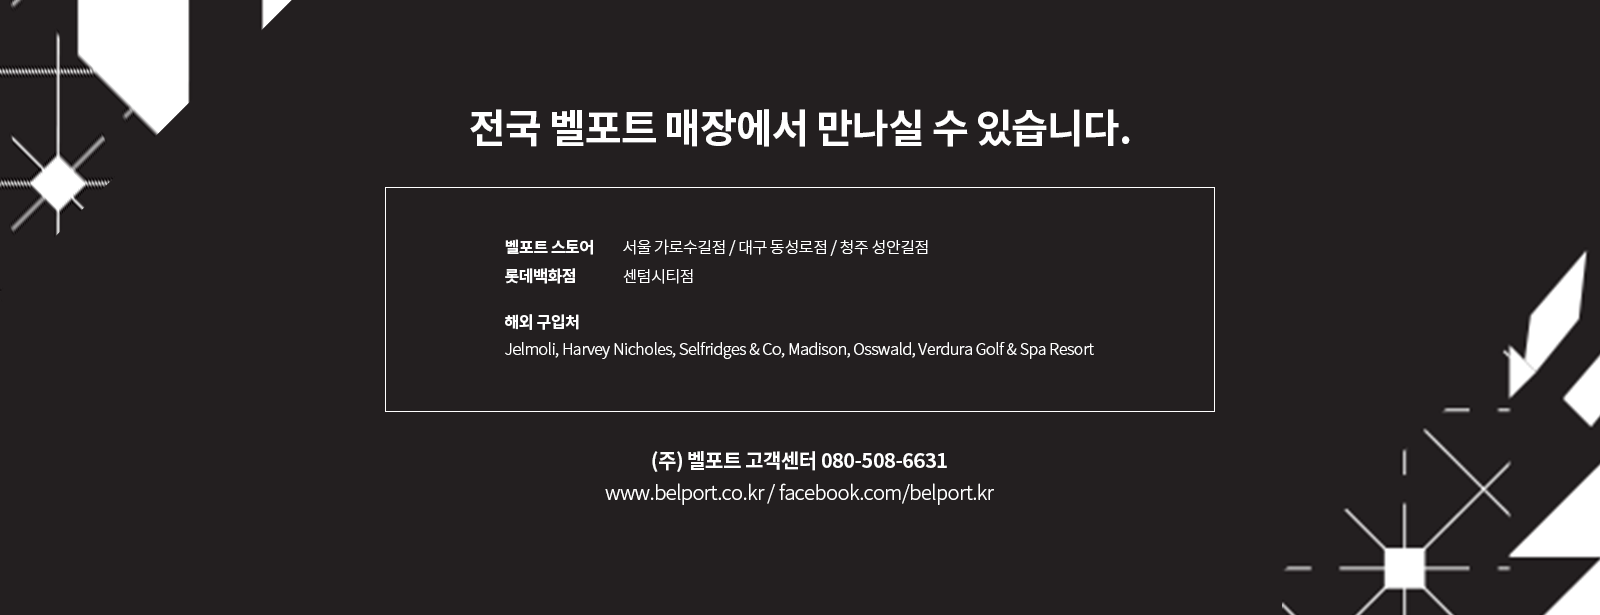 전국 벨포트 매장에서 만나실 수 있습니다.
벨포트 스토어 서울 가로수길점 / 대구 동성로점 / 청주 성안길점
롯데백화점 센텀시티점
해외 구입처
Jelmoli, Harvey Nicholes, Selfridges & Co, Madison, Osswald, Verdura Golf & Spa Resort
(주) 벨포트 고객센터 080-508-6631
www.belport.co.kr / facebook.com/belport.kr